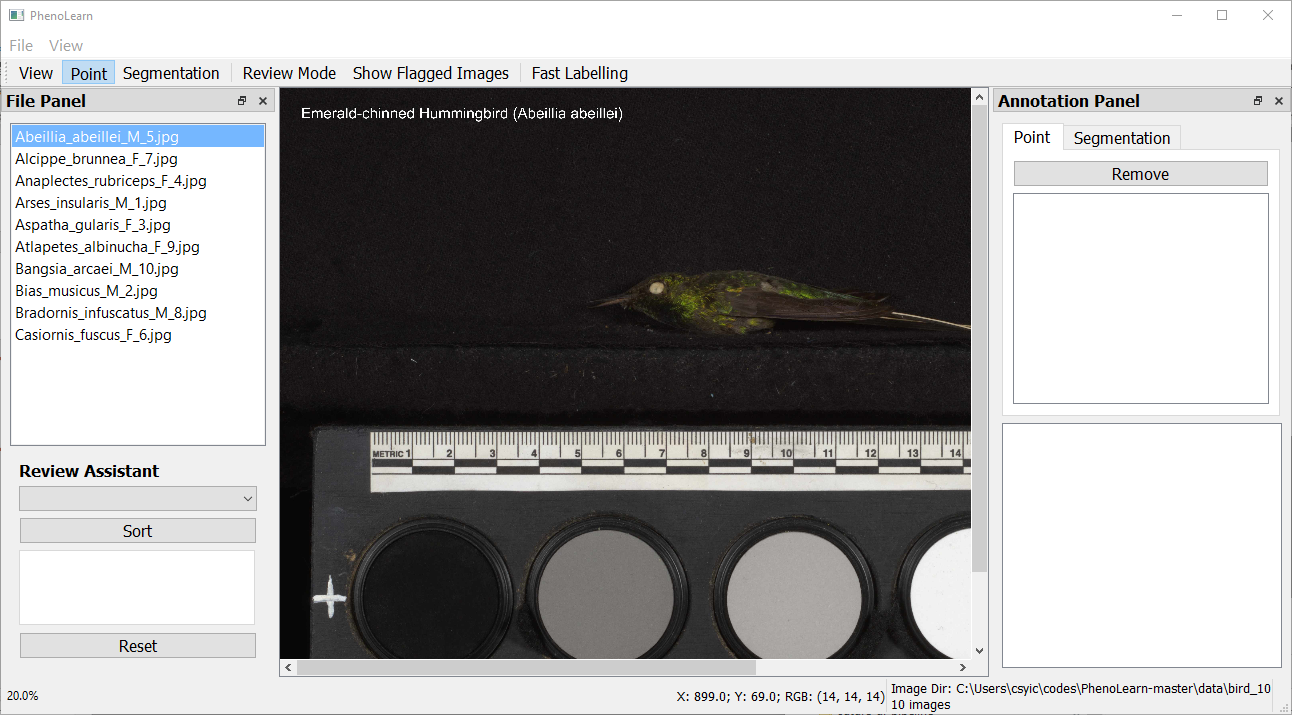 PhenoLearn
File View
View Point Segmentation Review Mode Show Flagged Images Fast Labelling
File Panel
Abeillia_abeillei_M_5.jpg
Alcippe_brunnea_F_7.jpg
Anaplectes_rubriceps_F_4.jpg
Arses_insularis_M_1.jpg
Aspatha_gularis_F_3.jpg
Atlapetes_albinucha_F_9.jpg
Bangsia_arcaei_M_10.jpg
Bias_musicus_M_2.jpg
Bradornis_infuscatus_M_8.jpg
Casiornis_fuscus_F_6.jpg
Review Assistant
Sort
Reset
Emerald-chinned Hummingbird (Abeillia abeillei)
METRIC 1 2 3 4 5 6 7 8 9 10 11 12 13 14
Annotation Panel
Point Segmentation
Remove
20.0%
X: 899.0; Y: 69.0; RGB: (14, 14, 14)
Image Dir: C:\Users\csyic\codes\PhenoLearn-master\data\bird_10
10 images